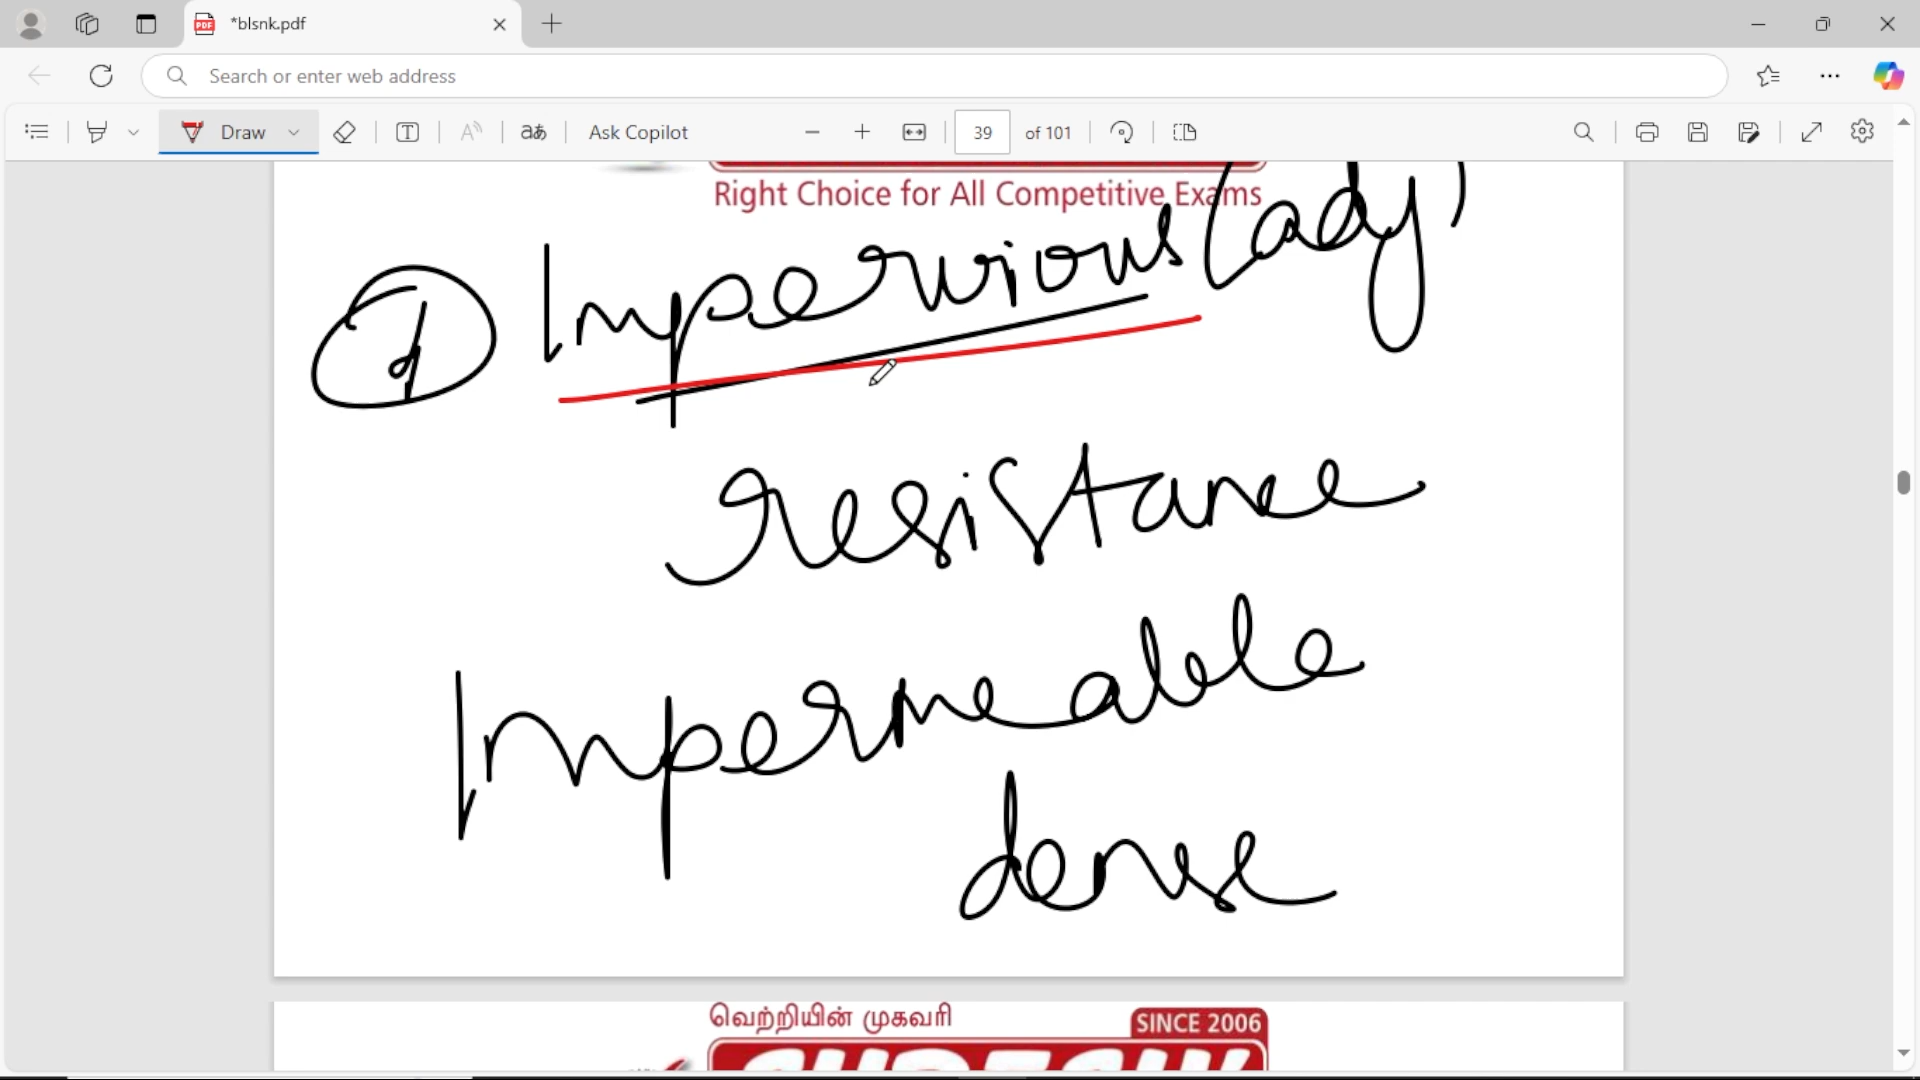 *blsnk.pdf
Search or enter web address
Draw
Ask Copilot
39 of 101
Right Choice for All Competitive Exams
Impervious (adj)
resistance
Impermeable
dense
வெற்றியின் முகவரி
SINCE 2006